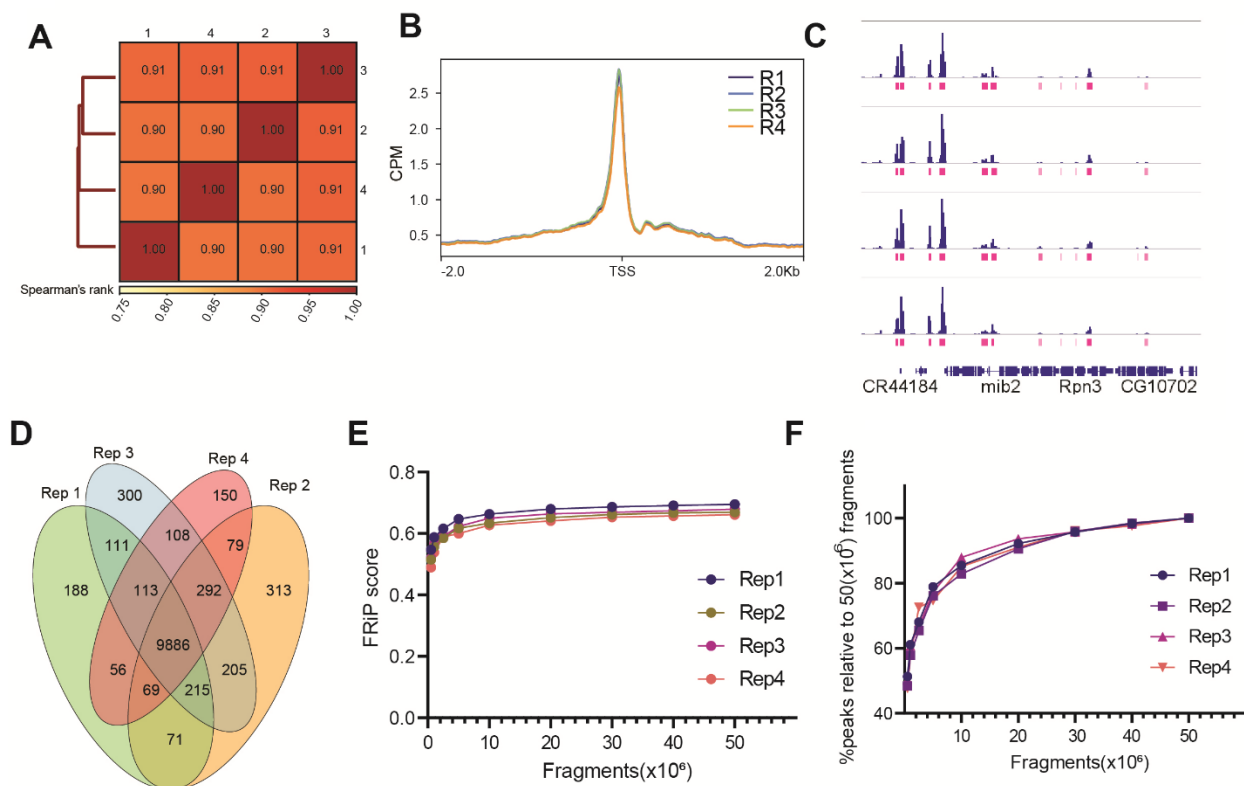 A
1 4 2 3
0.91 0.91 0.91 1.00 3
0.90 0.90 1.00 0.91 2
0.90 1.00 0.90 0.91 4
1.00 0.90 0.90 0.91 1
Spearman's rank
0.75 0.80 0.85 0.90 0.95 1.00
B
R1
R2
R3
R4
2.5
2.0
1.5
1.0
0.5
CPM
-2.0 TSS 2.0Kb
C
CR44184 mib2 Rpn3 CG10702
D
Rep 3 Rep 4
Rep 1 Rep 2
300 150
111 108 79
188 113 292 313
9886
56 69 215 205
71
E
0.8
0.6
0.4
0.2
0.0
FRiP score
Rep1
Rep2
Rep3
Rep4
0 10 20 30 40 50
Fragments(x10⁶)
F
100
80
60
40
%peaks relative to 50(x10⁶) fragments
Rep1
Rep2
Rep3
Rep4
10 20 30 40 50
Fragments(x10⁶)